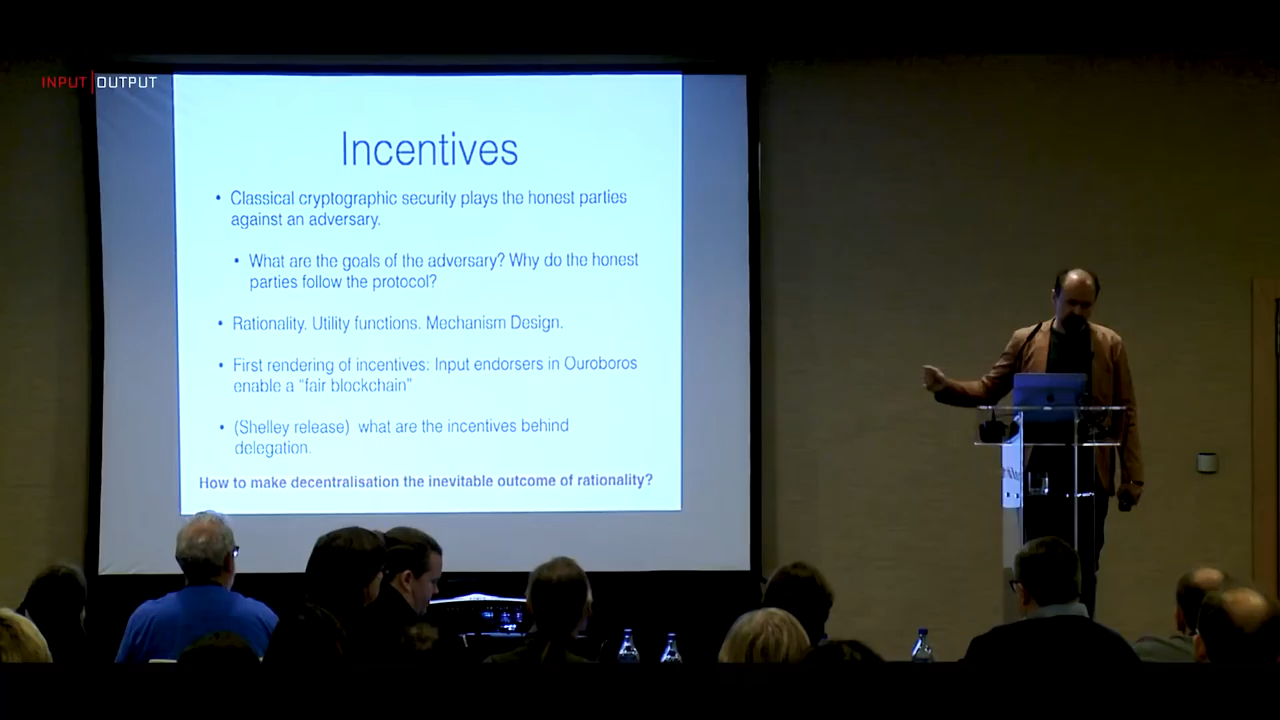 INPUT|OUTPUT
Incentives
• Classical cryptographic security plays the honest parties
against an adversary.
• What are the goals of the adversary? Why do the honest
parties follow the protocol?
• Rationality. Utility functions. Mechanism Design.
• First rendering of incentives: Input endorsers in Ouroboros
enable a "fair blockchain"
• (Shelley release) what are the incentives behind
delegation.
How to make decentralisation the inevitable outcome of rationality?